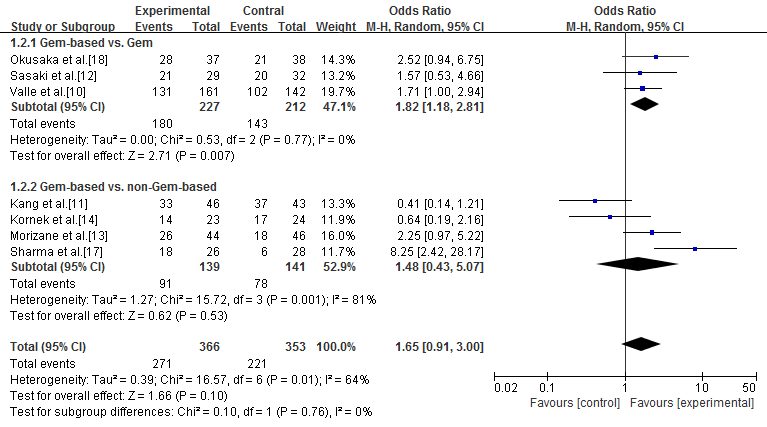 Experimental Contral Odds Ratio Odds Ratio
Study or Subgroup Events Total Events Total Weight M-H, Random, 95% CI M-H, Random, 95% CI
1.2.1 Gem-based vs. Gem
Okusaka et al.[18] 28 37 21 38 14.3% 2.52 [0.94, 6.75]
Sasaki et al.[12] 21 29 20 32 13.2% 1.57 [0.53, 4.66]
Valle et al.[10] 131 161 102 142 19.7% 1.71 [1.00, 2.94]
Subtotal (95% CI) 227 212 47.1% 1.82 [1.18, 2.81]
Total events 180 143
Heterogeneity: Tau² = 0.00; Chi² = 0.53, df = 2 (P = 0.77); I² = 0%
Test for overall effect: Z = 2.71 (P = 0.007)
1.2.2 Gem-based vs. non-Gem-based
Kang et al.[11] 33 46 37 43 13.3% 0.41 [0.14, 1.21]
Kornek et al.[14] 14 23 17 24 11.9% 0.64 [0.19, 2.16]
Morizane et al.[13] 26 44 18 46 16.0% 2.25 [0.97, 5.22]
Sharma et al.[17] 18 26 6 28 11.7% 8.25 [2.42, 28.17]
Subtotal (95% CI) 139 141 52.9% 1.48 [0.43, 5.07]
Total events 91 78
Heterogeneity: Tau² = 1.27; Chi² = 15.72, df = 3 (P = 0.001); I² = 81%
Test for overall effect: Z = 0.62 (P = 0.53)
Total (95% CI) 366 353 100.0% 1.65 [0.91, 3.00]
Total events 271 221
Heterogeneity: Tau² = 0.39; Chi² = 16.57, df = 6 (P = 0.01); I² = 64%
Test for overall effect: Z = 1.66 (P = 0.10)
Test for subgroup differences: Chi² = 0.10, df = 1 (P = 0.76), I² = 0%
0.02 0.1 1 10 50
Favours [control] Favours [experimental]